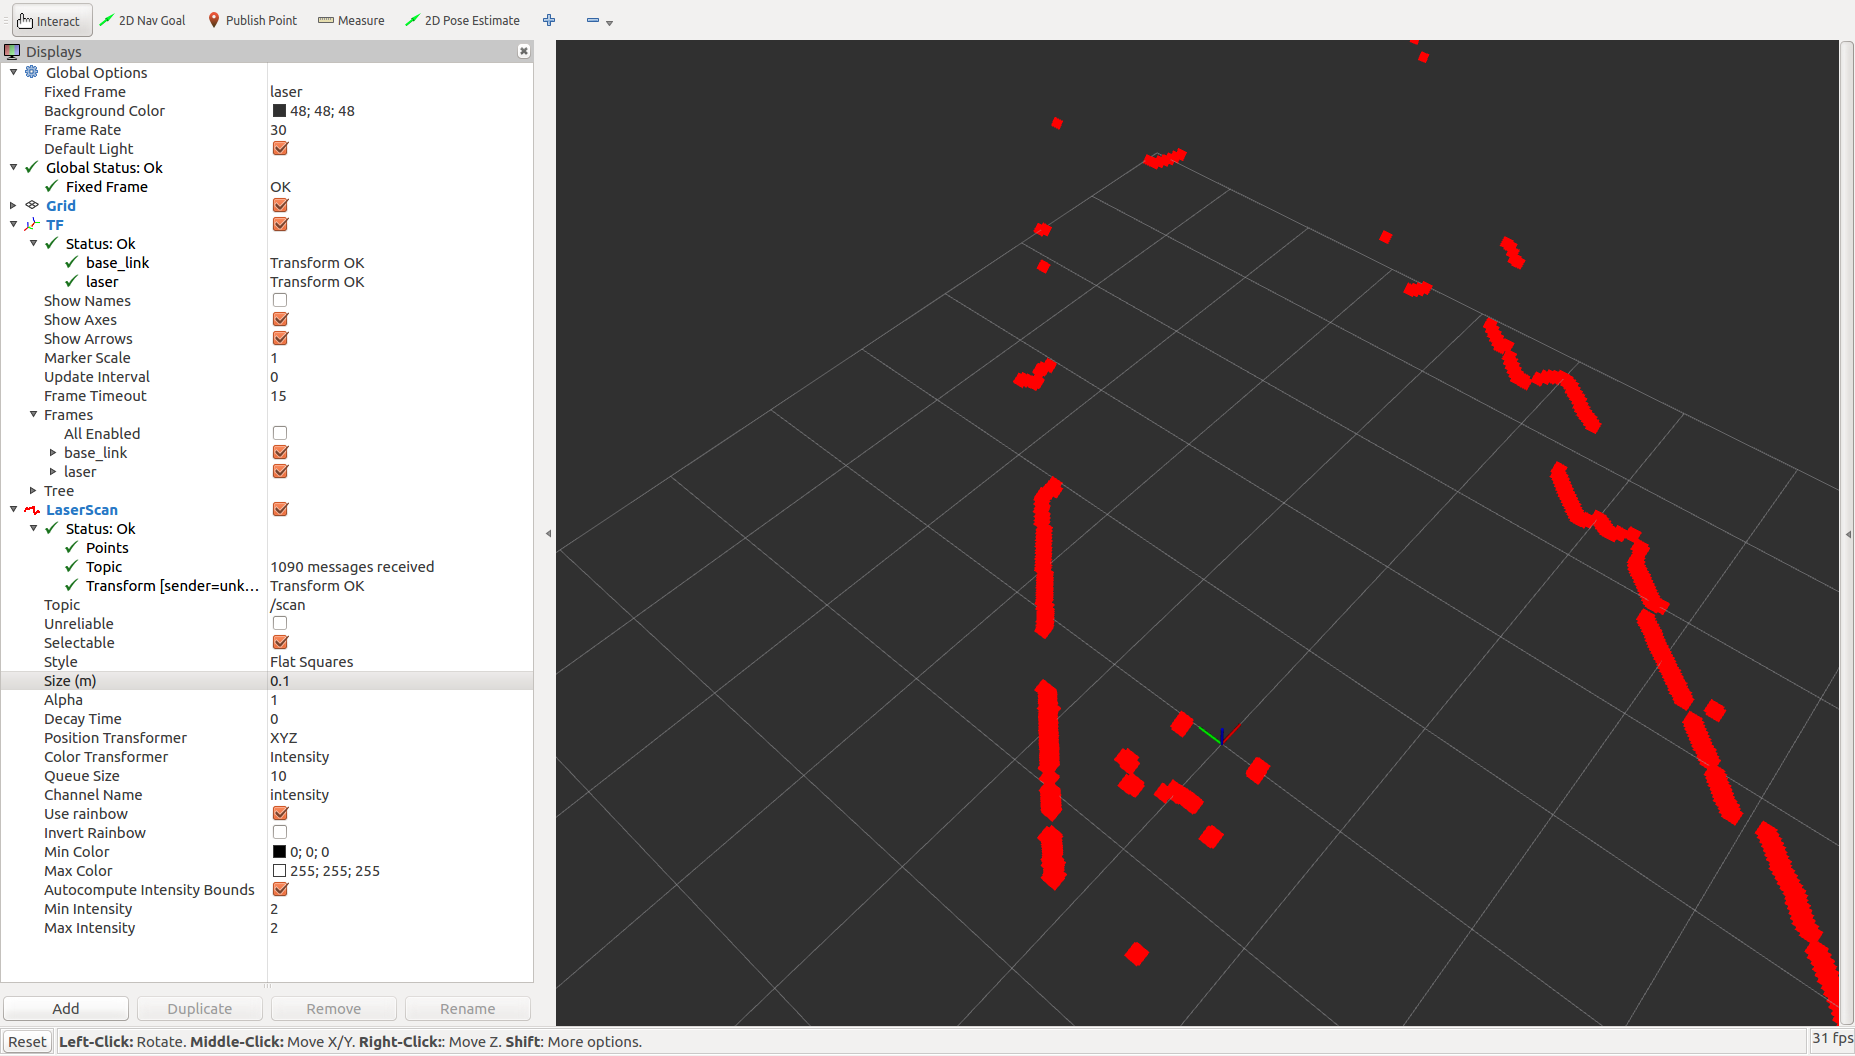 Interact 2D Nav Goal Publish Point Measure 2D Pose Estimate
Displays
Global Options
Fixed Frame laser
Background Color 48; 48; 48
Frame Rate 30
Default Light
Global Status: Ok
Fixed Frame OK
Grid
TF
Status: Ok
base_link Transform OK
laser Transform OK
Show Names
Show Axes
Show Arrows
Marker Scale 1
Update Interval 0
Frame Timeout 15
Frames
All Enabled
base_link
laser
Tree
LaserScan
Status: Ok
Points
Topic 1090 messages received
Transform [sender=unk... Transform OK
Topic /scan
Unreliable
Selectable
Style Flat Squares
Size (m) 0.1
Alpha 1
Decay Time 0
Position Transformer XYZ
Color Transformer Intensity
Queue Size 10
Channel Name intensity
Use rainbow
Invert Rainbow
Min Color 0; 0; 0
Max Color 255; 255; 255
Autocompute Intensity Bounds
Min Intensity 2
Max Intensity 2
Add Duplicate Remove Rename
Reset Left-Click: Rotate. Middle-Click: Move X/Y. Right-Click:: Move Z. Shift: More options. 31 fps